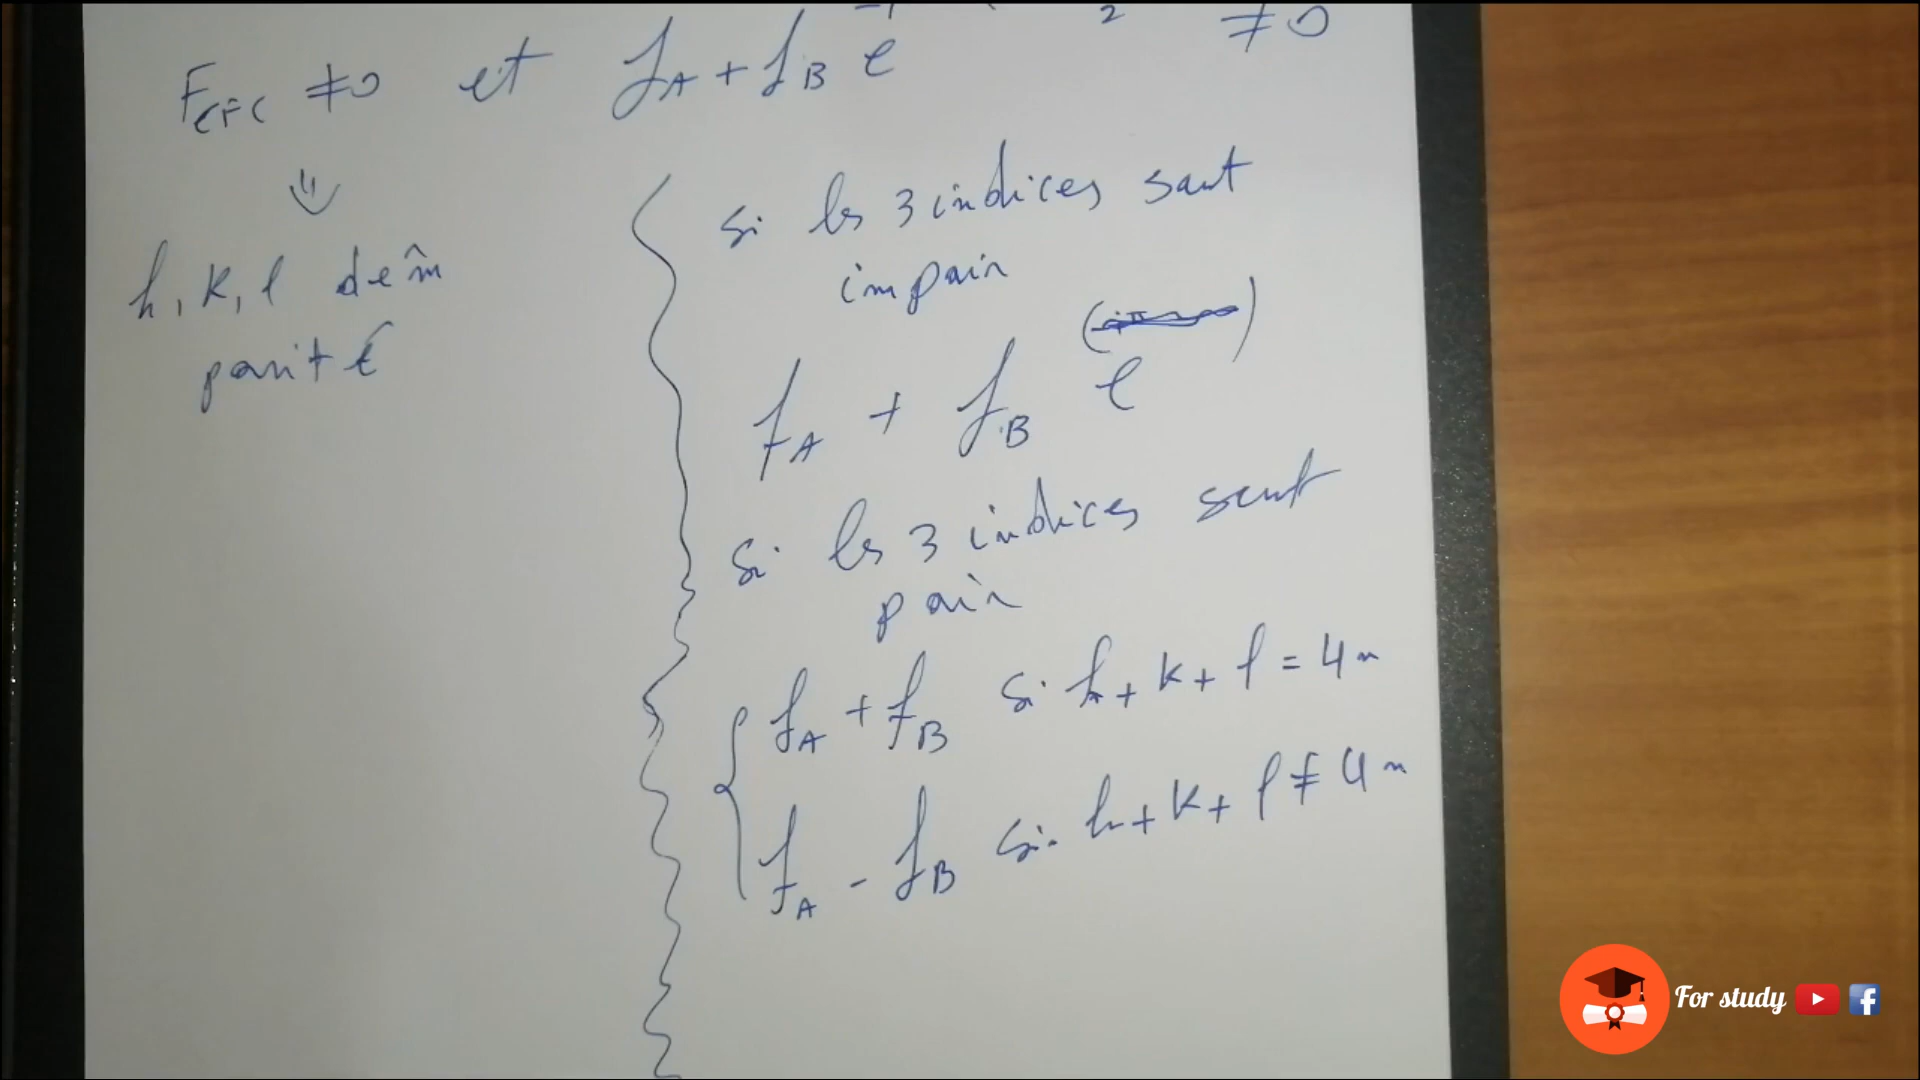 F_CFC ≠0 et f_A + f_B e ≠0
h, k, l de m̂
parité
si les 3 indices sont
impair
f_A + f_B e^( )
si les 3 indices sont
pair
f_A + f_B si h+k+l = 4n
f_A - f_B si h+k+l ≠ 4n
For study